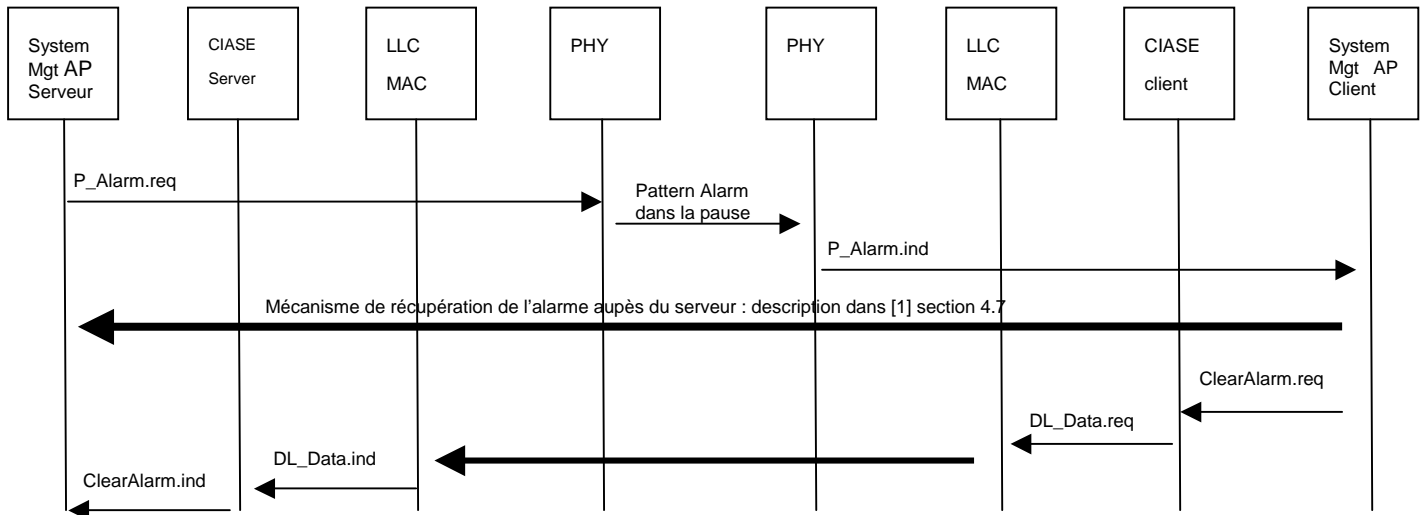 System
Mgt AP
Serveur
CIASE
Server
LLC
MAC
PHY
PHY
LLC
MAC
CIASE
client
System
Mgt AP
Client
P_Alarm.req
Pattern Alarm
dans la pause
P_Alarm.ind
Mécanisme de récupération de l'alarme aupès du serveur : description dans [1] section 4.7
ClearAlarm.req
DL_Data.req
DL_Data.ind
ClearAlarm.ind